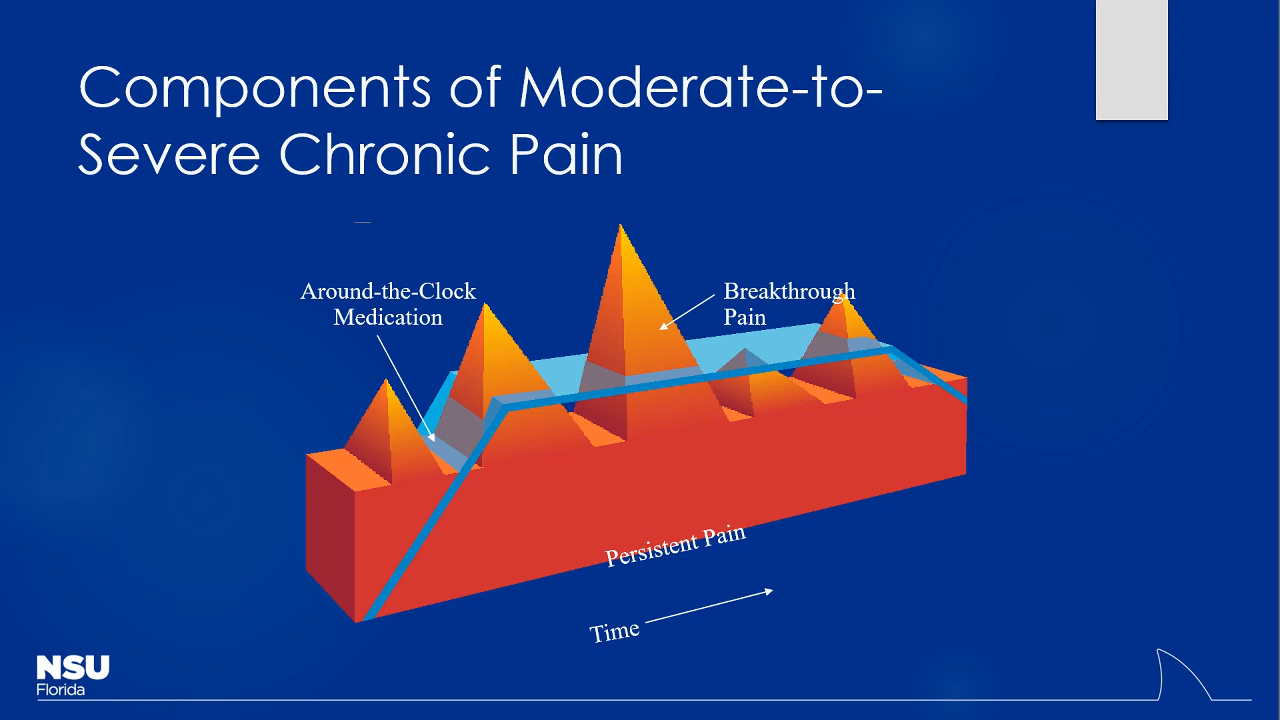 Components of Moderate-to-
Severe Chronic Pain
Around-the-Clock
Medication
Breakthrough
Pain
Persistent Pain
Time
NSU
Florida